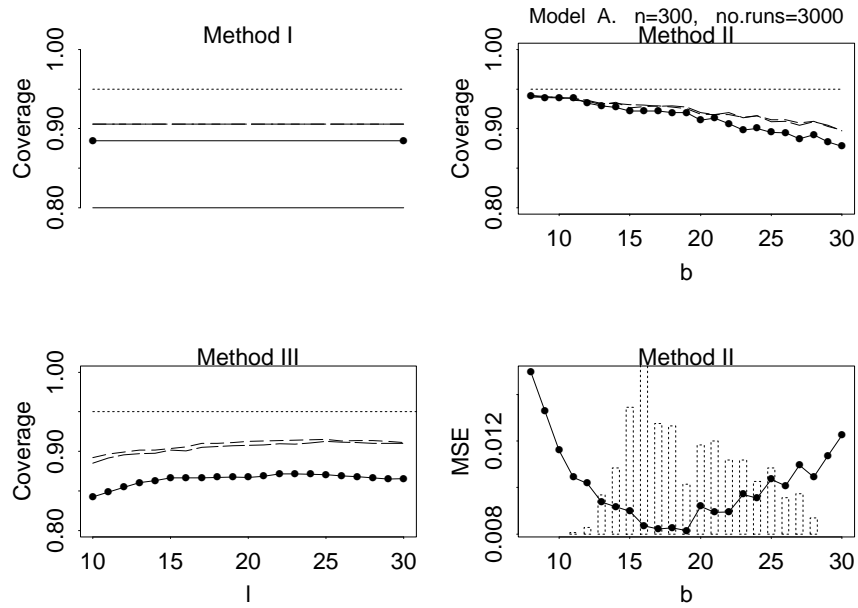 Model A. n=300, no.runs=3000
Method I
Coverage
1.00
0.90
0.80
Method II
Coverage
1.00
0.90
0.80
10 15 20 25 30
b
Method III
Coverage
1.00
0.90
0.80
10 15 20 25 30
l
Method II
MSE
0.012
0.008
10 15 20 25 30
b